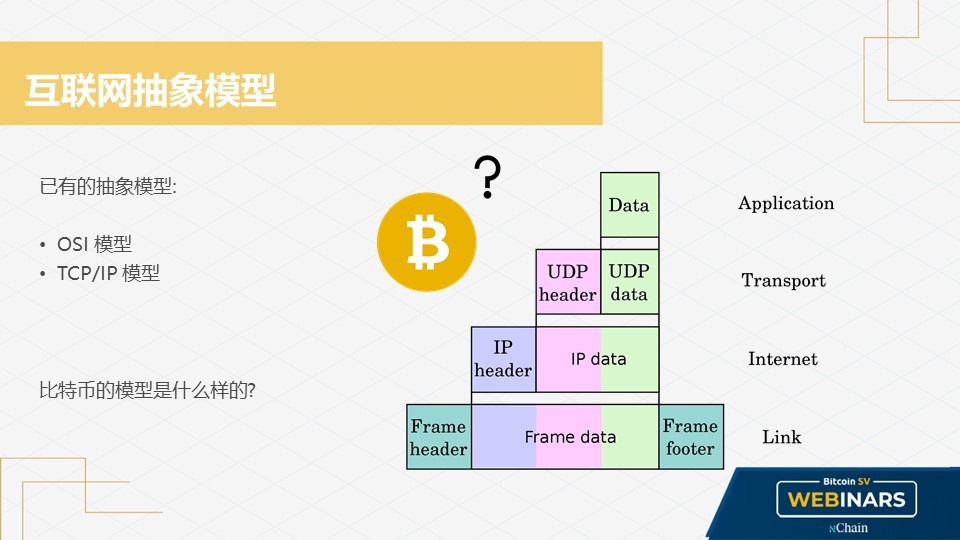 互联网抽象模型
已有的抽象模型:
• OSI 模型
• TCP/IP 模型
比特币的模型是什么样的?
?
₿
Data
Application
UDP
header
UDP
data
Transport
IP
header
IP data
Internet
Frame
header
Frame data
Frame
footer
Link
Bitcoin SV
WEBINARS
nChain